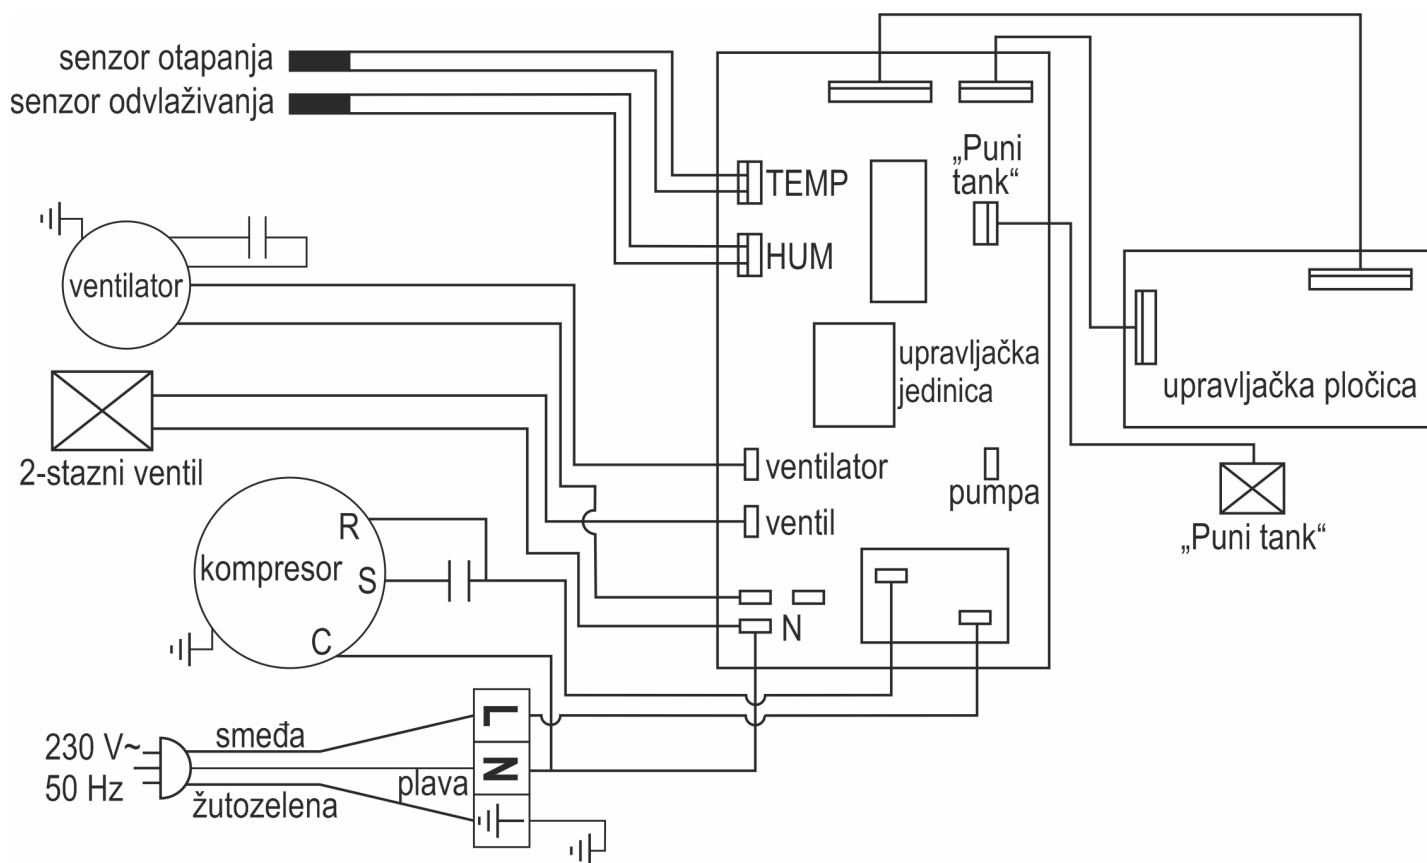 senzor otapanja
senzor odvlaživanja
„Puni
tank“
TEMP
HUM
ventilator
upravljačka
jedinica
upravljačka pločica
2-stazni ventil
ventilator
pumpa
ventil
„Puni tank“
R
kompresor
S
C
N
L
smeđa
230 V~
N
plava
50 Hz
žutozelena